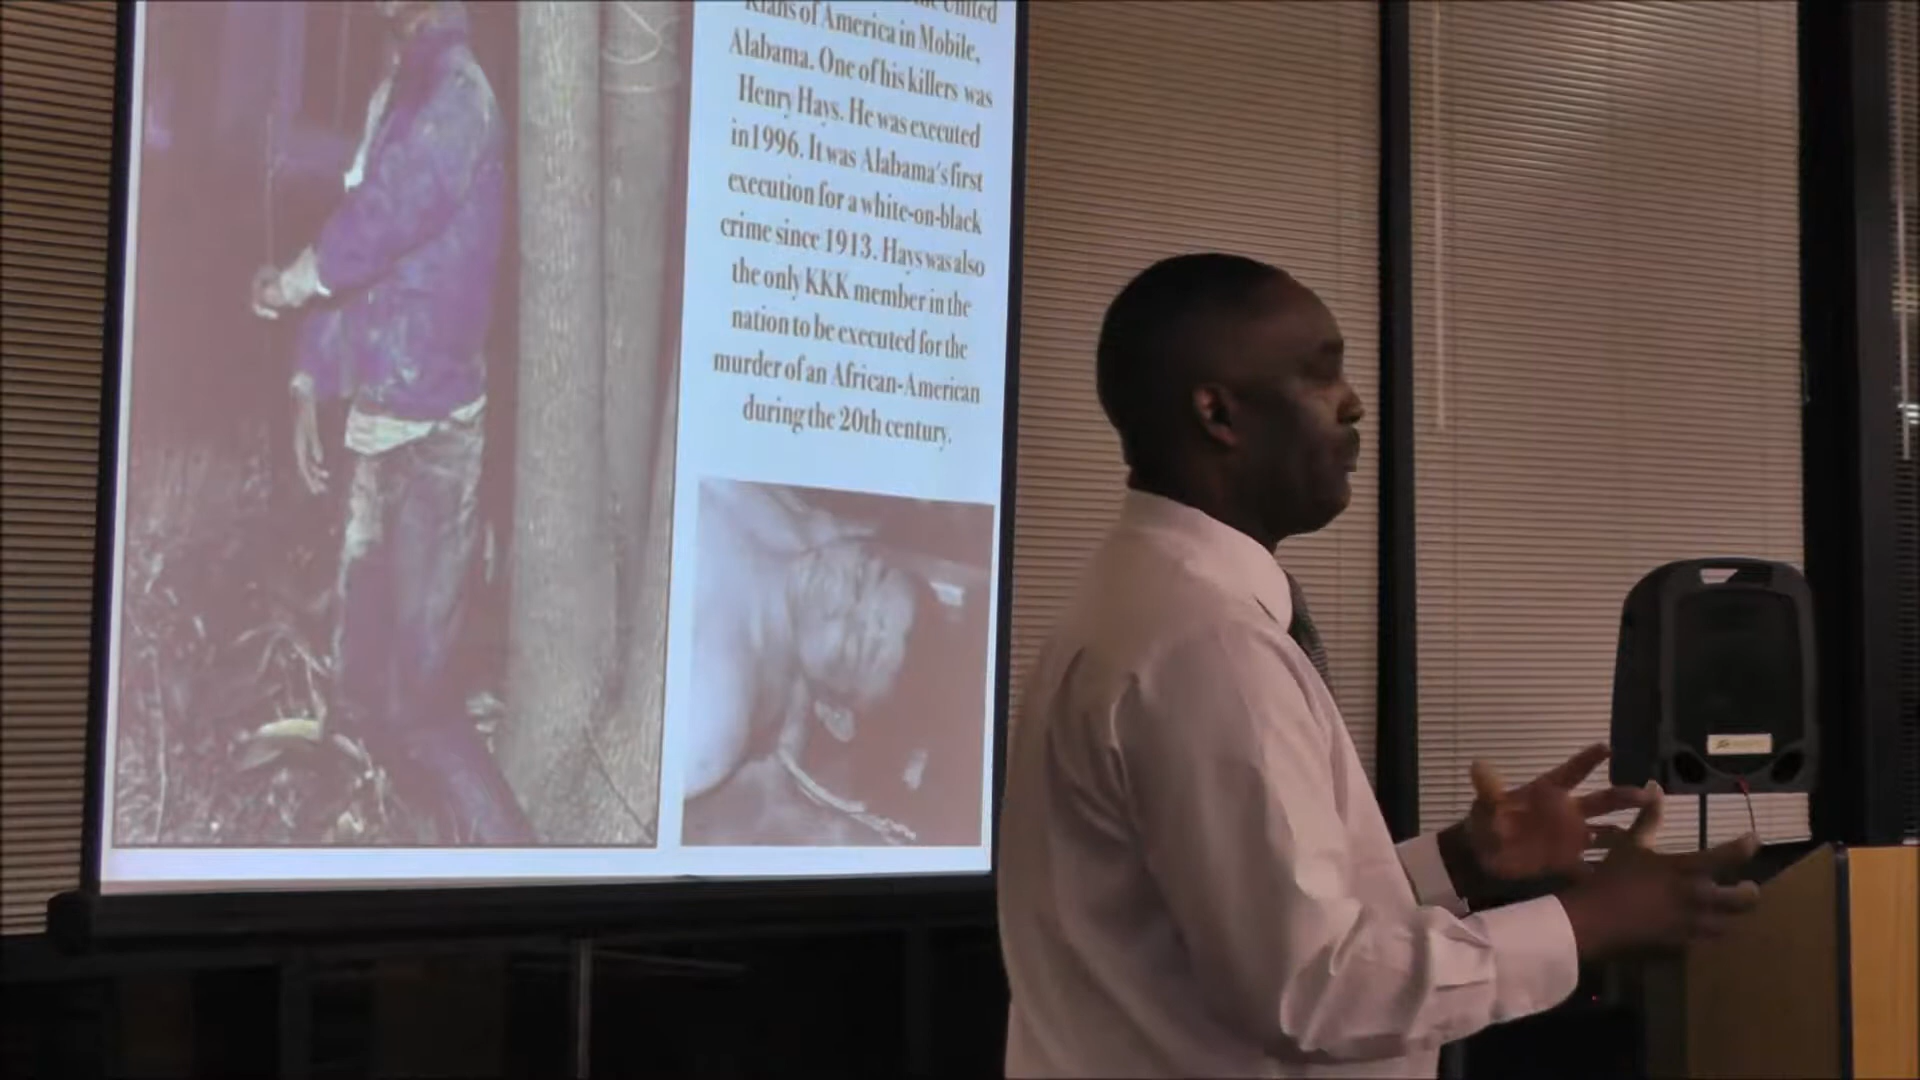 the United
Klans of America in Mobile,
Alabama. One of his killers was
Henry Hays. He was executed
in 1996. It was Alabama's first
execution for a white-on-black
crime since 1913. Hays was also
the only KKK member in the
nation to be executed for the
murder of an African-American
during the 20th century.